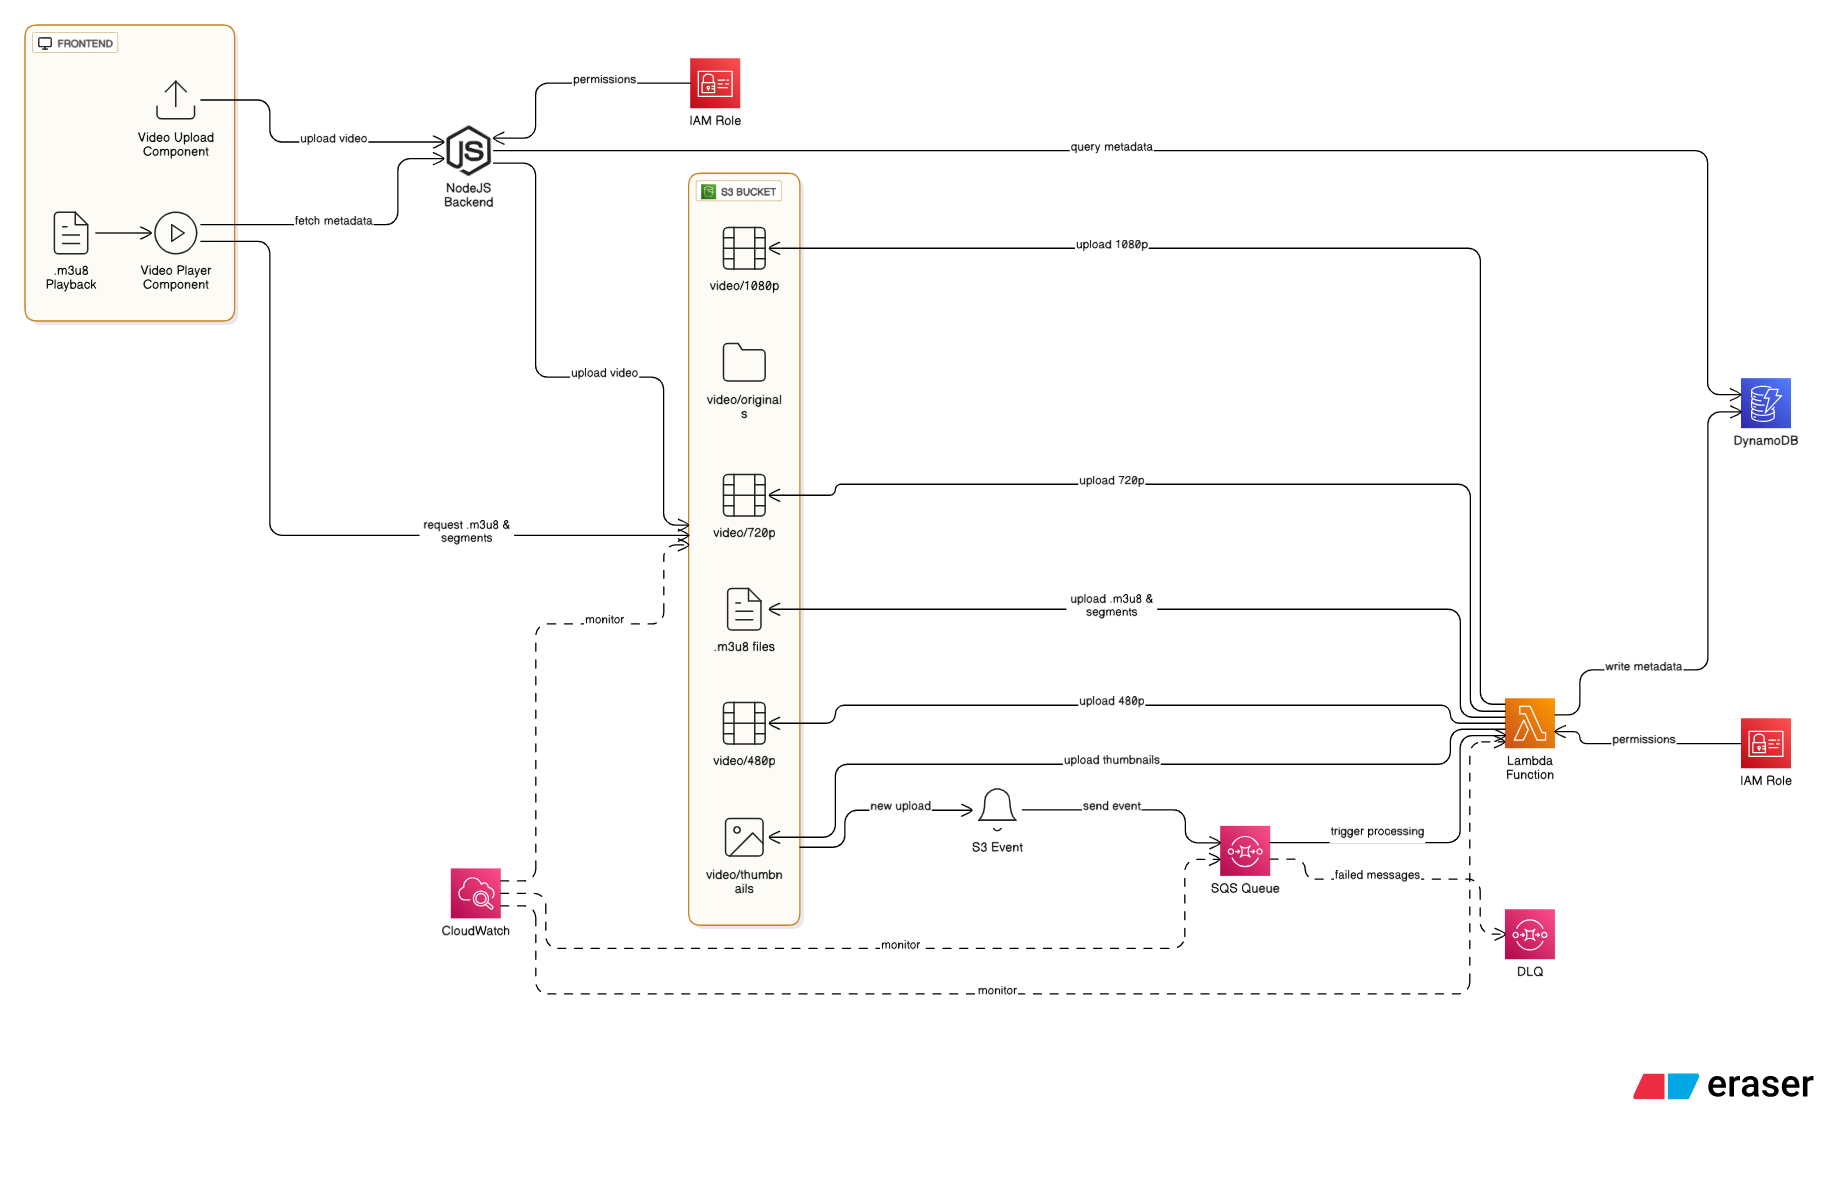 FRONTEND
Video Upload
Component
.m3u8
Playback
Video Player
Component
upload video
fetch metadata
NodeJS
Backend
permissions
IAM Role
query metadata
upload video
request .m3u8 &
segments
monitor
S3 BUCKET
video/1080p
video/original
s
video/720p
.m3u8 files
video/480p
video/thumbn
ails
upload 1080p
upload 720p
upload .m3u8 &
segments
upload 480p
upload thumbnails
new upload
S3 Event
send event
SQS Queue
trigger processing
failed messages
DLQ
Lambda
Function
write metadata
permissions
IAM Role
DynamoDB
CloudWatch
monitor
monitor
eraser